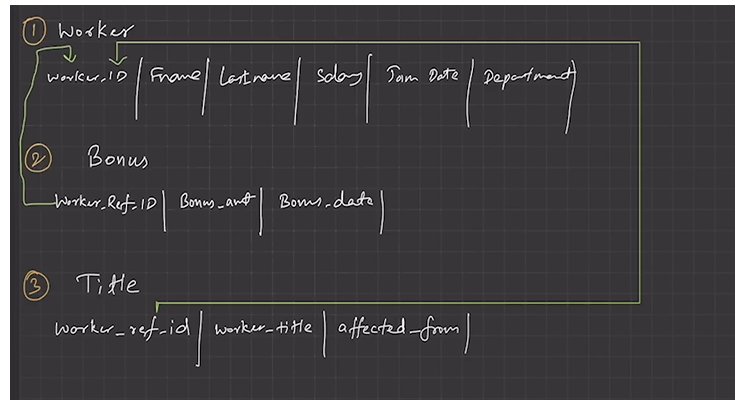 ① Worker
Worker_ID | Fname | Lastname | Salary | Join Date | Department |
② Bonus
Worker_Ref_ID | Bonus_amt | Bonus_date |
③ Title
Worker_ref_id | worker_title | affected_from |